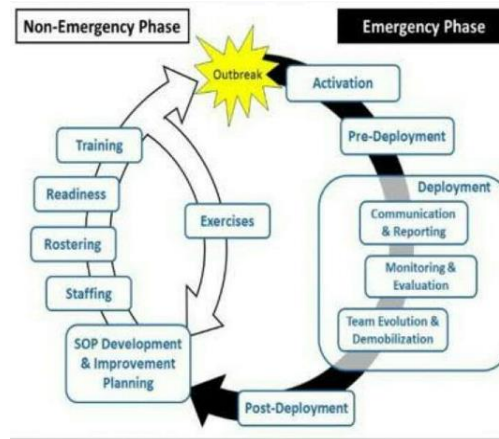 Non-Emergency Phase
Emergency Phase
Outbreak
Activation
Pre-Deployment
Deployment
Communication
& Reporting
Monitoring &
Evaluation
Team Evolution &
Demobilization
Post-Deployment
SOP Development
& Improvement
Planning
Staffing
Rostering
Readiness
Training
Exercises